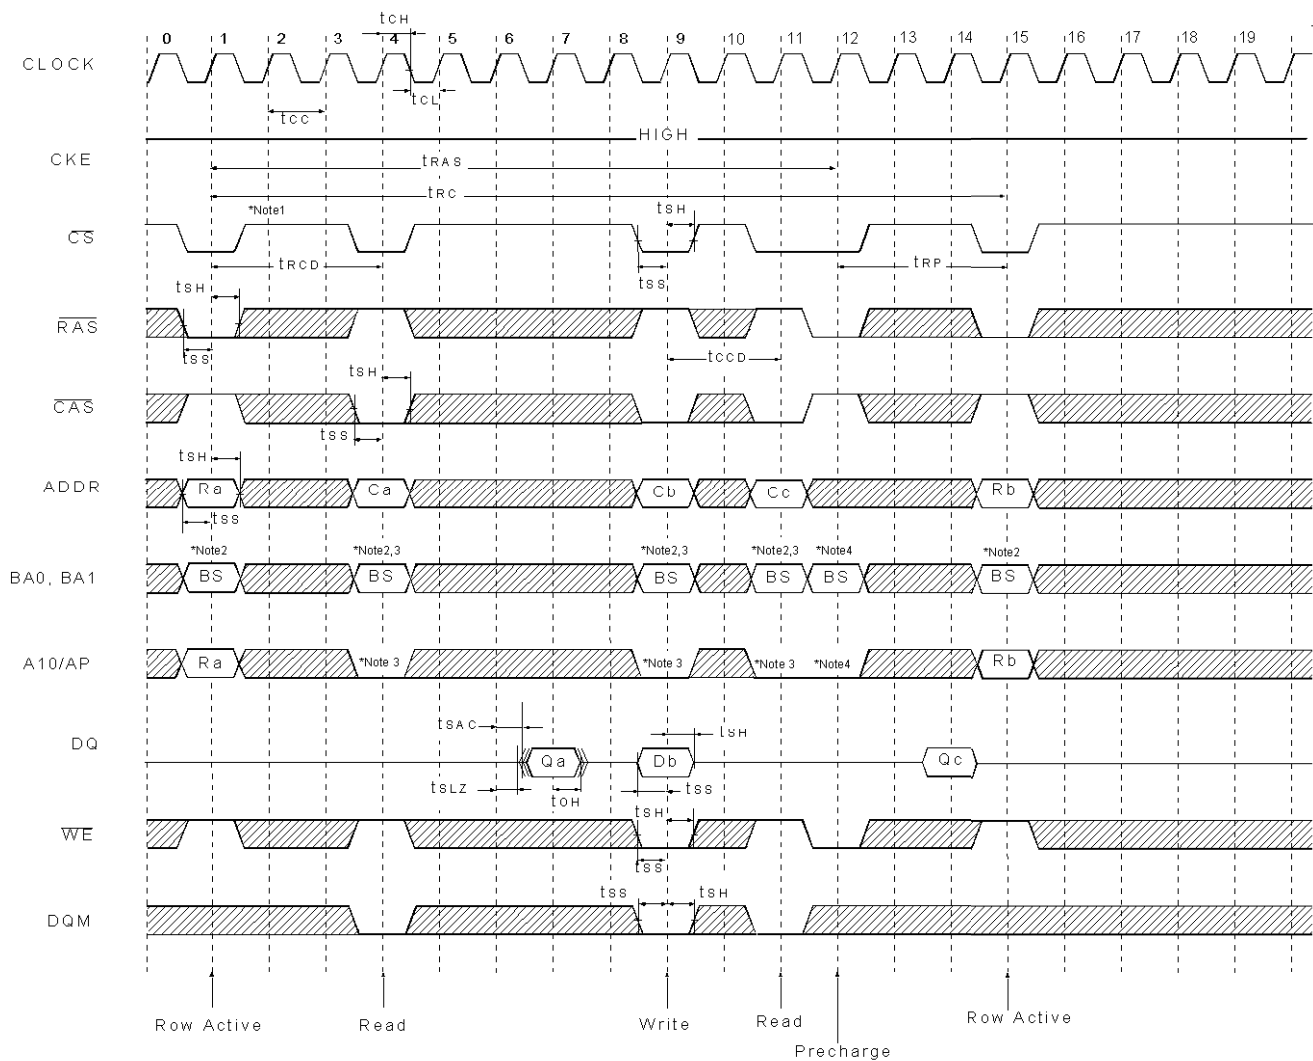 tCH
0 1 2 3 4 5 6 7 8 9 10 11 12 13 14 15 16 17 18 19
CLOCK
tCL
tCC
HIGH
CKE
tRAS
tRC
*Note1
tSH
CS
tRCD
tRP
tSS
tSH
RAS
tSS
tCCD
tSH
CAS
tSS
tSH
ADDR
Ra Ca Cb Cc Rb
tSS
*Note2 *Note2,3 *Note2,3 *Note2,3 *Note4 *Note2
BA0, BA1
BS BS BS BS BS BS
A10/AP
Ra *Note 3 *Note 3 *Note 3 *Note4 Rb
tSAC
tSH
DQ
Qa Db Qc
tSLZ
tOH
tSS
tSH
WE
tSS
tSS
tSH
DQM
Row Active
Read
Write
Read
Row Active
Precharge